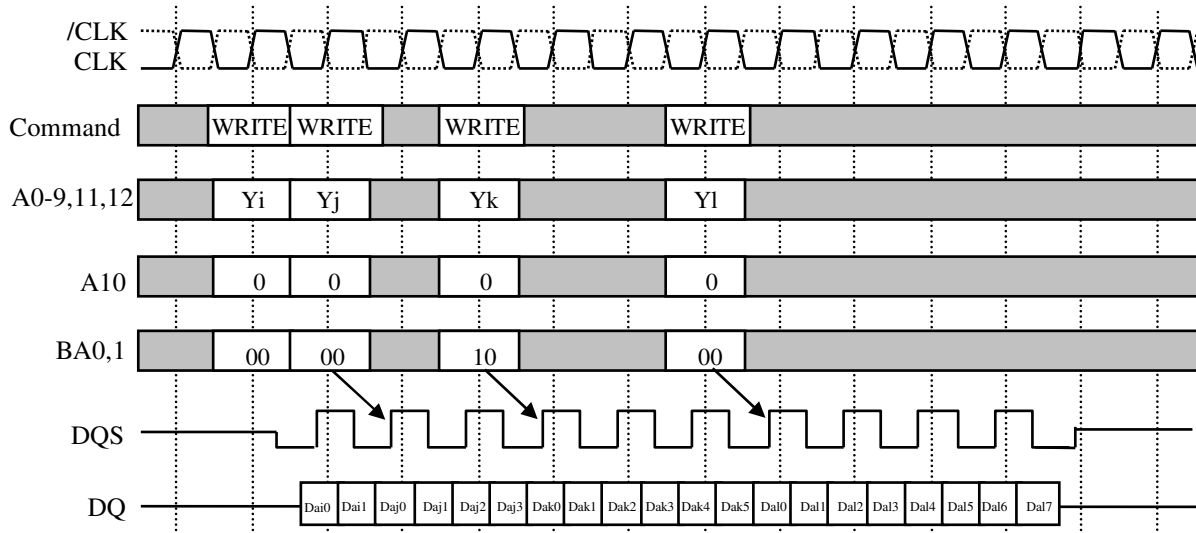 /CLK
CLK
Command WRITE WRITE WRITE WRITE
A0-9,11,12 Yi Yj Yk Yl
A10 0 0 0 0
BA0,1 00 00 10 00
DQS
DQ Dai0 Dai1 Daj0 Daj1 Daj2 Daj3 Dak0 Dak1 Dak2 Dak3 Dak4 Dak5 Dal0 Dal1 Dal2 Dal3 Dal4 Dal5 Dal6 Dal7